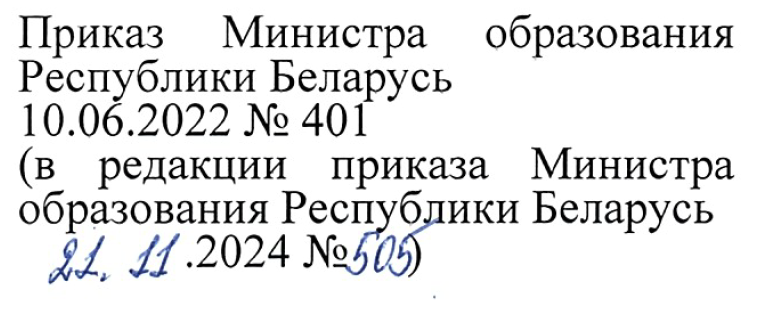 Приказ Министра образования
Республики Беларусь
10.06.2022 № 401
(в редакции приказа Министра
образования Республики Беларусь
21. 11 .2024 №505)